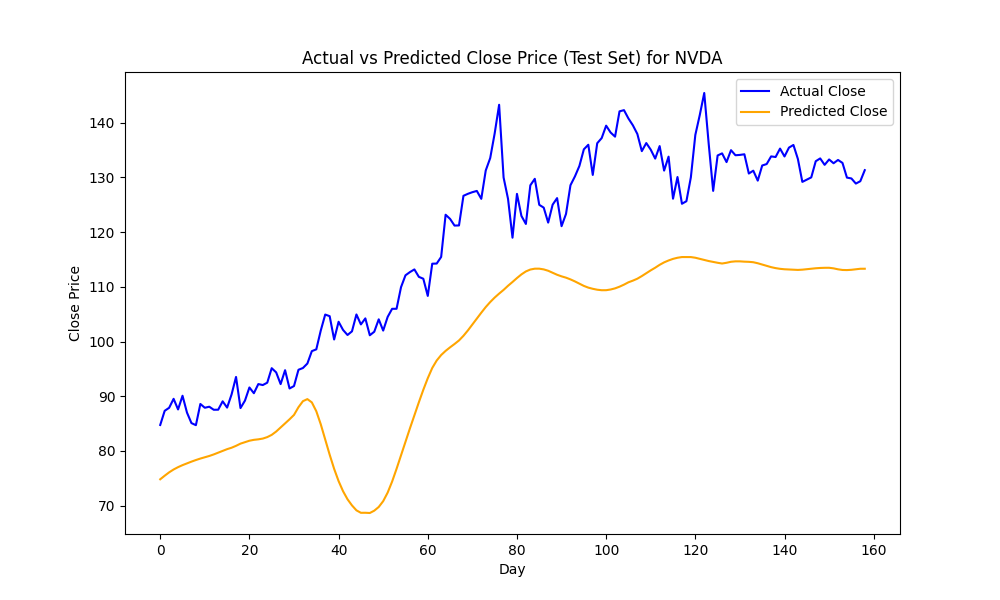 Actual vs Predicted Close Price (Test Set) for NVDA
Actual Close
Predicted Close
Close Price
140
130
120
110
100
90
80
70
0 20 40 60 80 100 120 140 160
Day